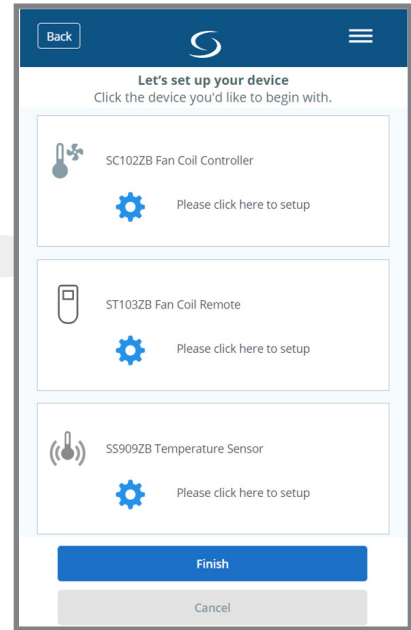 Back
Let's set up your device
Click the device you'd like to begin with.
SC102ZB Fan Coil Controller
Please click here to setup
ST103ZB Fan Coil Remote
Please click here to setup
SS909ZB Temperature Sensor
Please click here to setup
Finish
Cancel